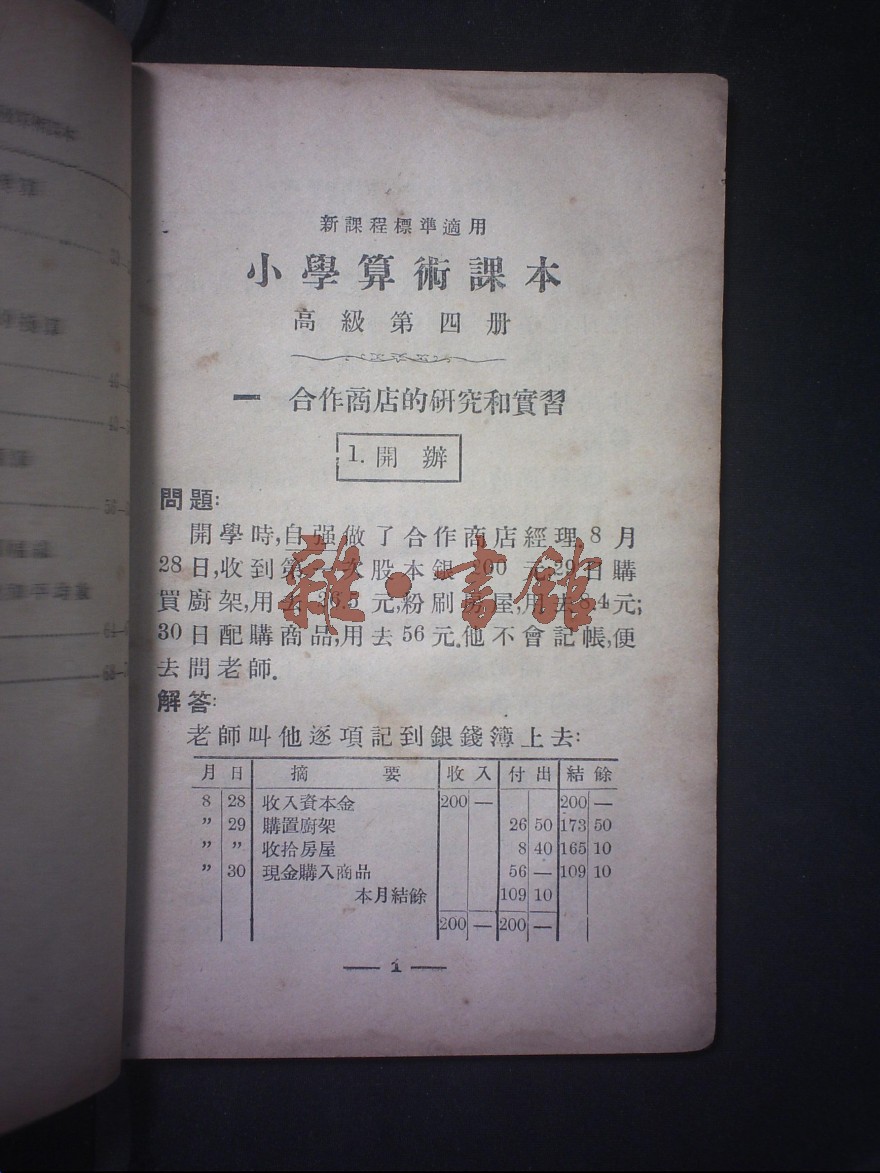 新課程標準適用
小學算術課本
高級第四册
一 合作商店的研究和實習
1. 開辦
問題:
開學時,自强做了合作商店經理.8月
28日,收到第一次股本銀200元;29日購
買廚架,用去26.5元,粉刷房屋,用去8.4元;
30日配購商品,用去56元.他不會記帳,便
去問老師.
解答:
老師叫他逐項記到銀錢簿上去:
月 日 摘要 收入 付出 結餘
8 28 收入資本金 200 — 200 —
〃 29 購置廚架 26 50 173 50
〃 〃 收拾房屋 8 40 165 10
〃 30 現金購入商品 56 — 109 10
本月結餘 109 10
200 — 200 —
— 1 —
雜·書館